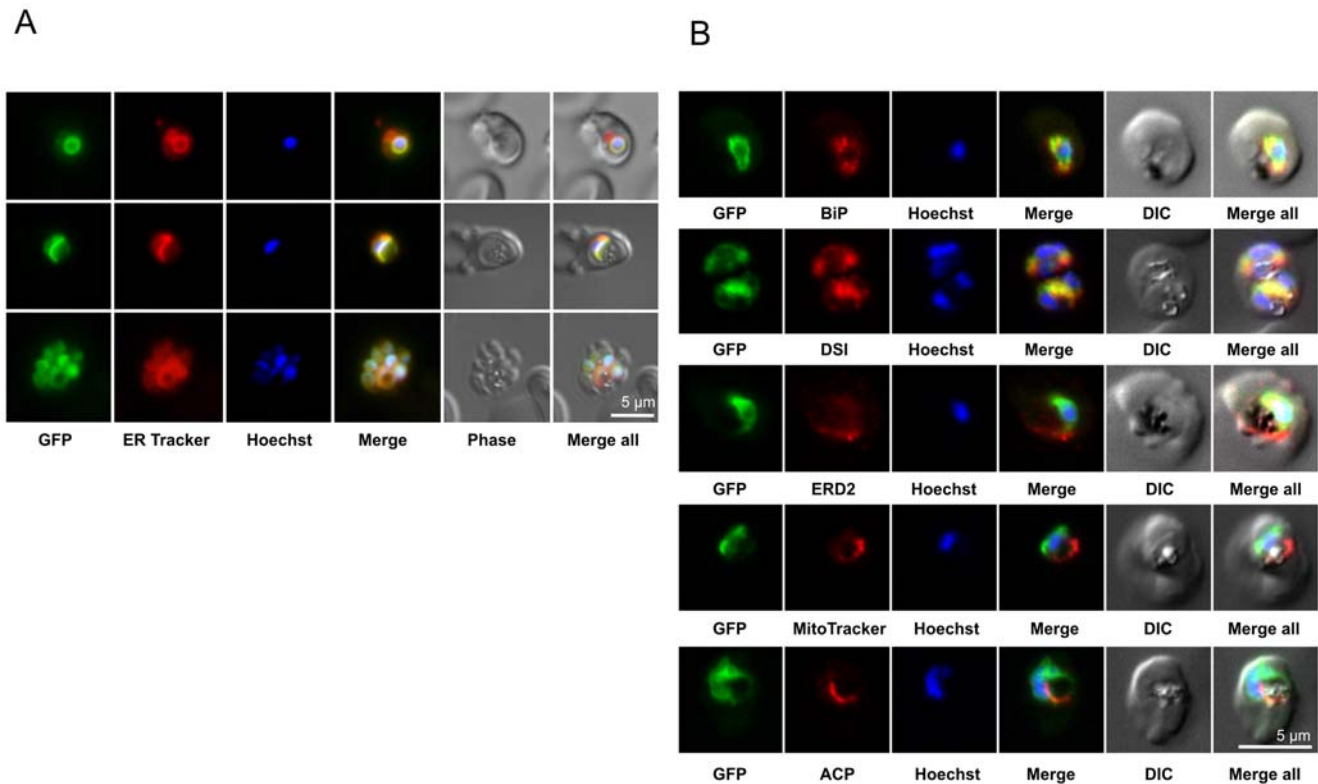 A
B
5 µm
GFP ER Tracker Hoechst Merge Phase Merge all
GFP BiP Hoechst Merge DIC Merge all
GFP DSI Hoechst Merge DIC Merge all
GFP ERD2 Hoechst Merge DIC Merge all
GFP MitoTracker Hoechst Merge DIC Merge all
5 µm
GFP ACP Hoechst Merge DIC Merge all